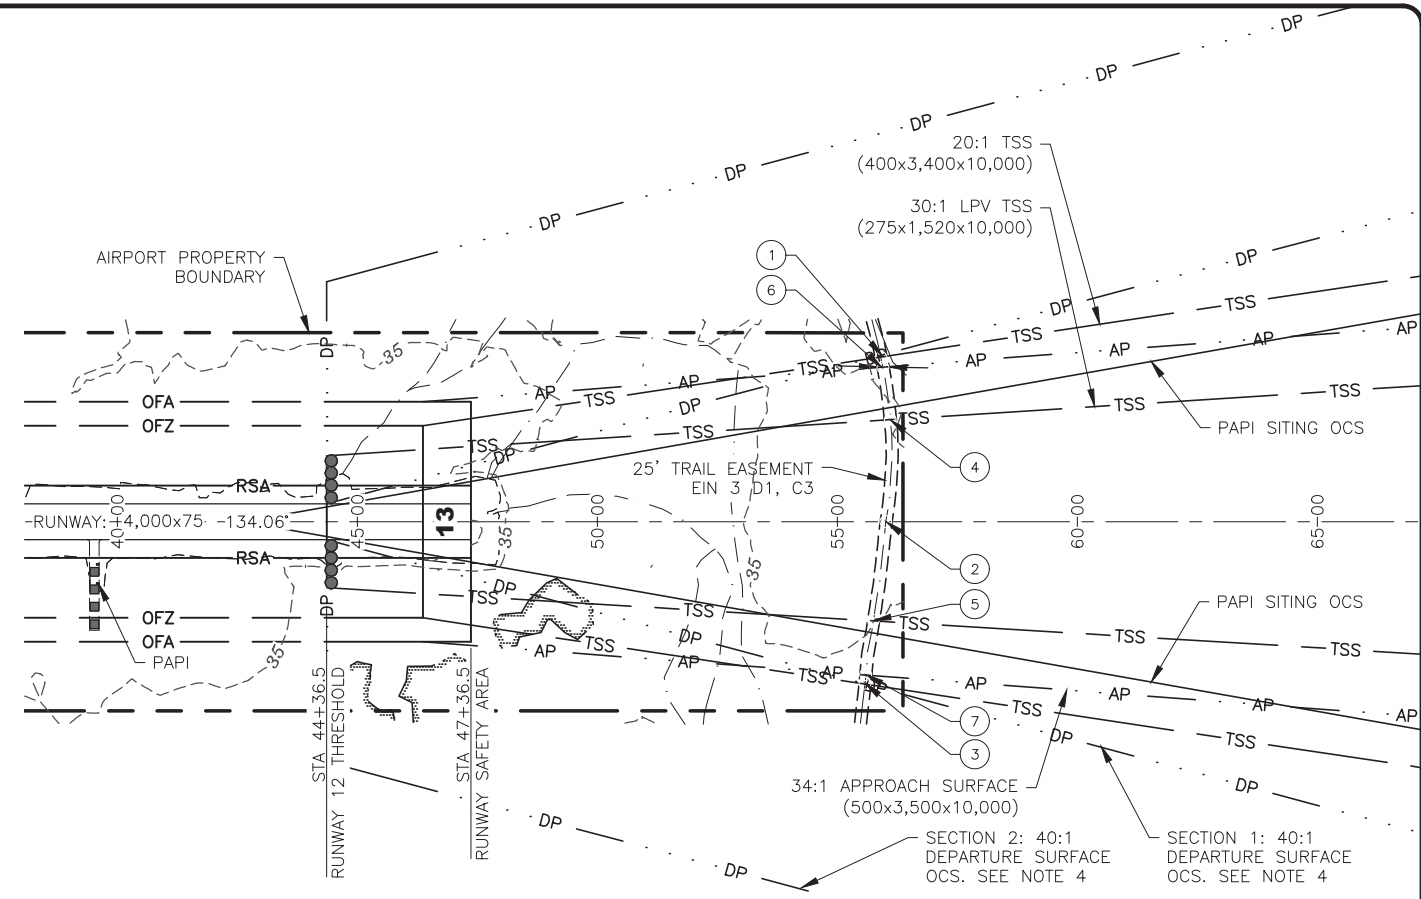 DP
DP
DP
DP
DP
20:1 TSS
(400x3,400x10,000)
30:1 LPV TSS
(275x1,520x10,000)
AIRPORT PROPERTY
BOUNDARY
1
6
DP
DP
TSS
TSS
AP
AP
AP
AP
DP
35
TSS
AP
AP
AP
TSS
DP
OFA
OFZ
TSS
TSS
TSS
TSS
TSS
DP
PAPI SITING OCS
25' TRAIL EASEMENT
EIN 3 D1, C3
4
RSA
RUNWAY: 4,000x75
134.06°
40+00
45+00
13
35
50+00
55+00
60+00
65+00
2
RSA
35
DP
DP
TSS
TSS
TSS
TSS
TSS
5
PAPI SITING OCS
OFZ
OFA
PAPI
35
AP
TSS
DP
AP
TSS
AP
AP
AP
AP
AP
TSS
TSS
7
3
DP
DP
STA 44+36.5
RUNWAY 12 THRESHOLD
STA 47+36.5
RUNWAY SAFETY AREA
34:1 APPROACH SURFACE
(500x3,500x10,000)
DP
DP
SECTION 2: 40:1
DEPARTURE SURFACE
OCS. SEE NOTE 4
SECTION 1: 40:1
DEPARTURE SURFACE
OCS. SEE NOTE 4